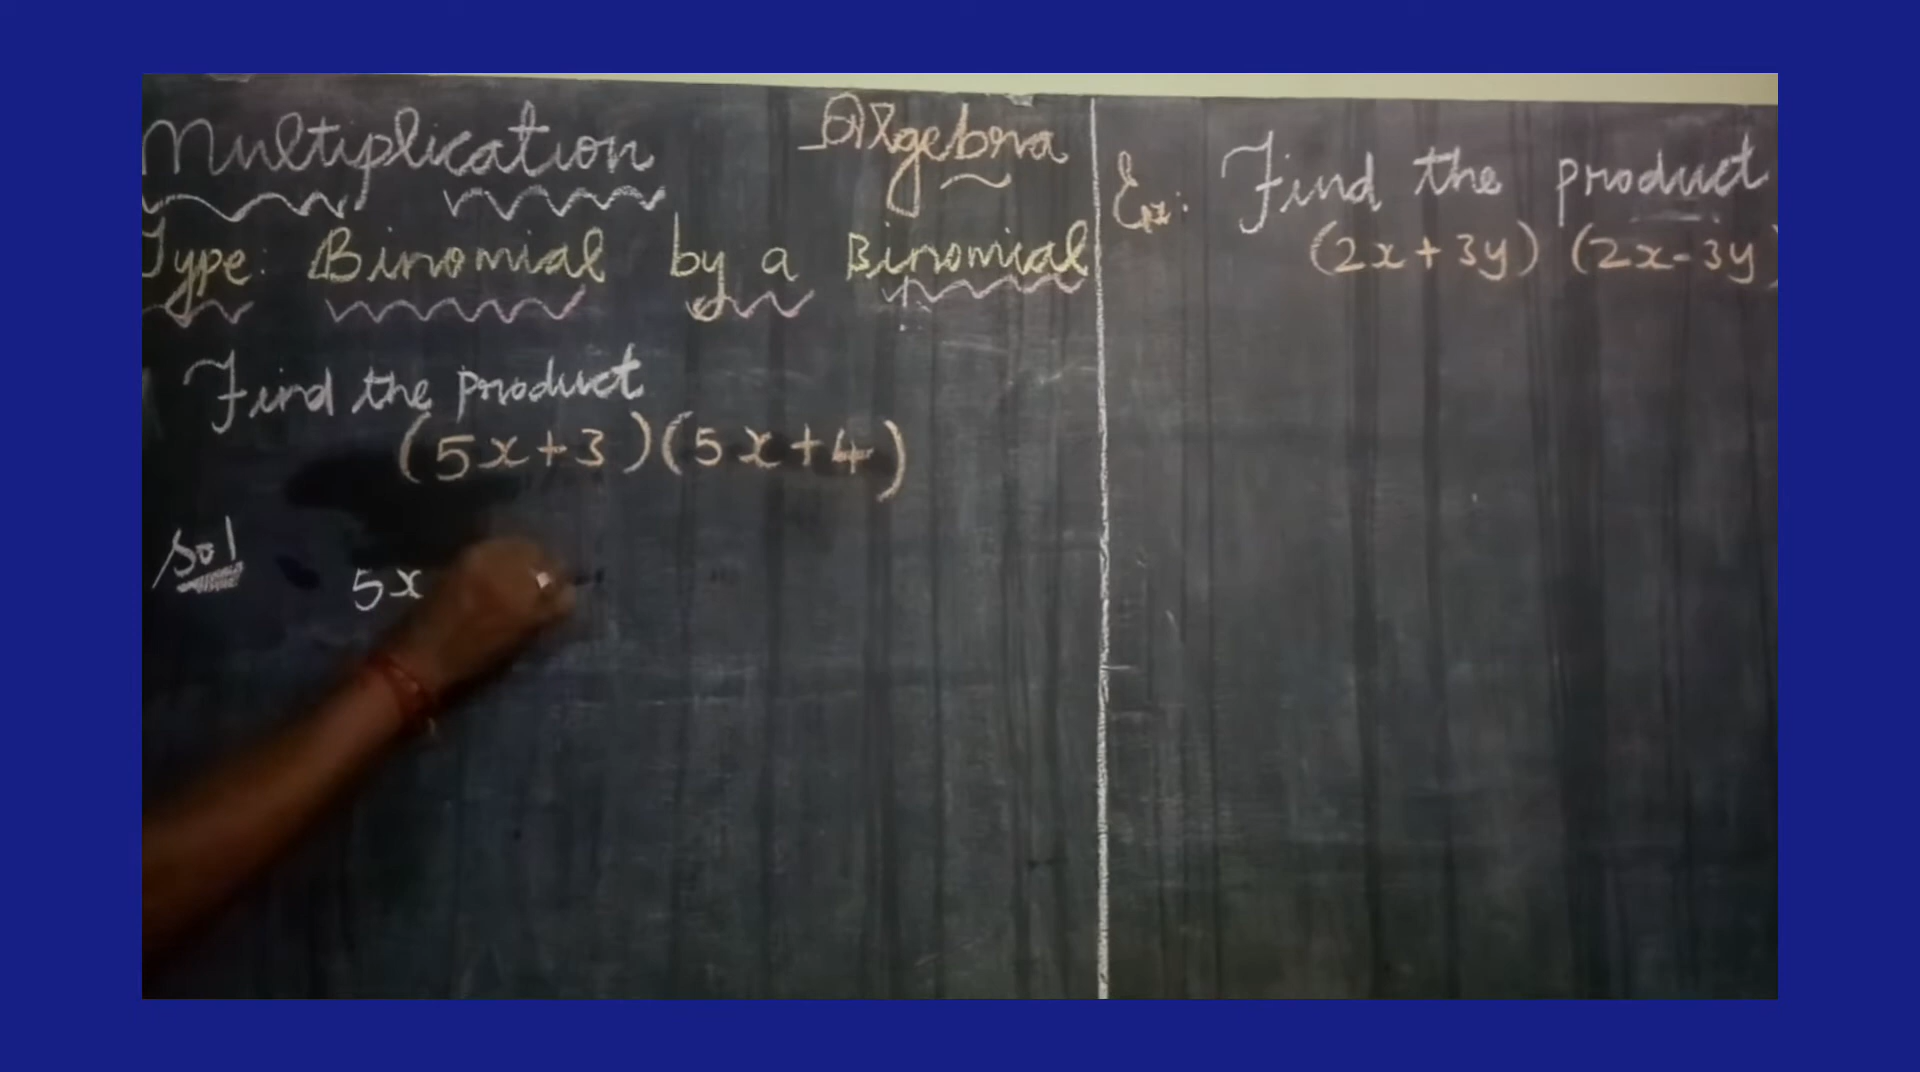 Multiplication
Algebra
Type: Binomial by a Binomial
Find the product
(5x+3)(5x+4)
Sol
5x
Ex: Find the product
(2x+3y) (2x-3y)